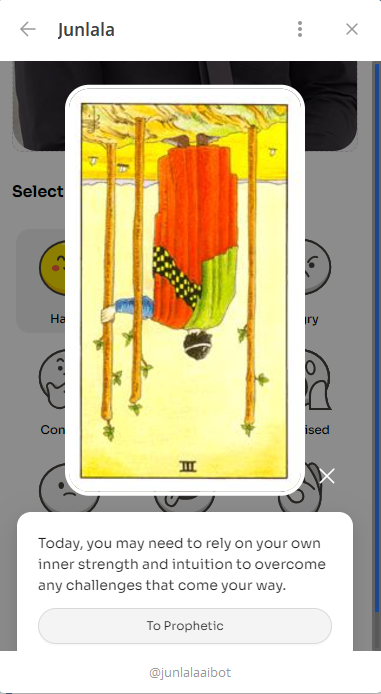 Junlala
Select
Ha
ry
Con
ised
III
Today, you may need to rely on your own
inner strength and intuition to overcome
any challenges that come your way.
To Prophetic
@junlalaaibot